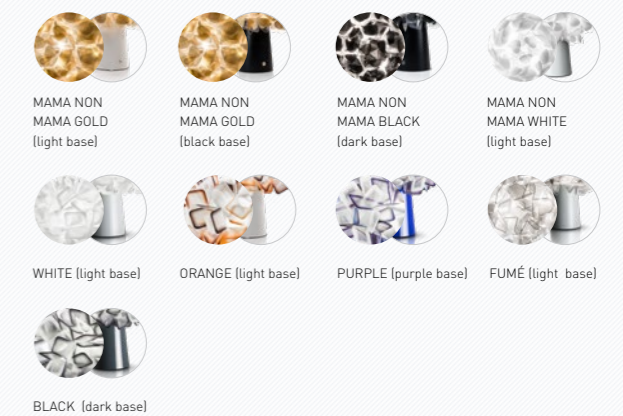 MAMA NON
MAMA GOLD
(light base)
MAMA NON
MAMA GOLD
(black base)
MAMA NON
MAMA BLACK
(dark base)
MAMA NON
MAMA WHITE
(light base)
WHITE (light base)
ORANGE (light base)
PURPLE (purple base)
FUMÉ (light base)
BLACK (dark base)